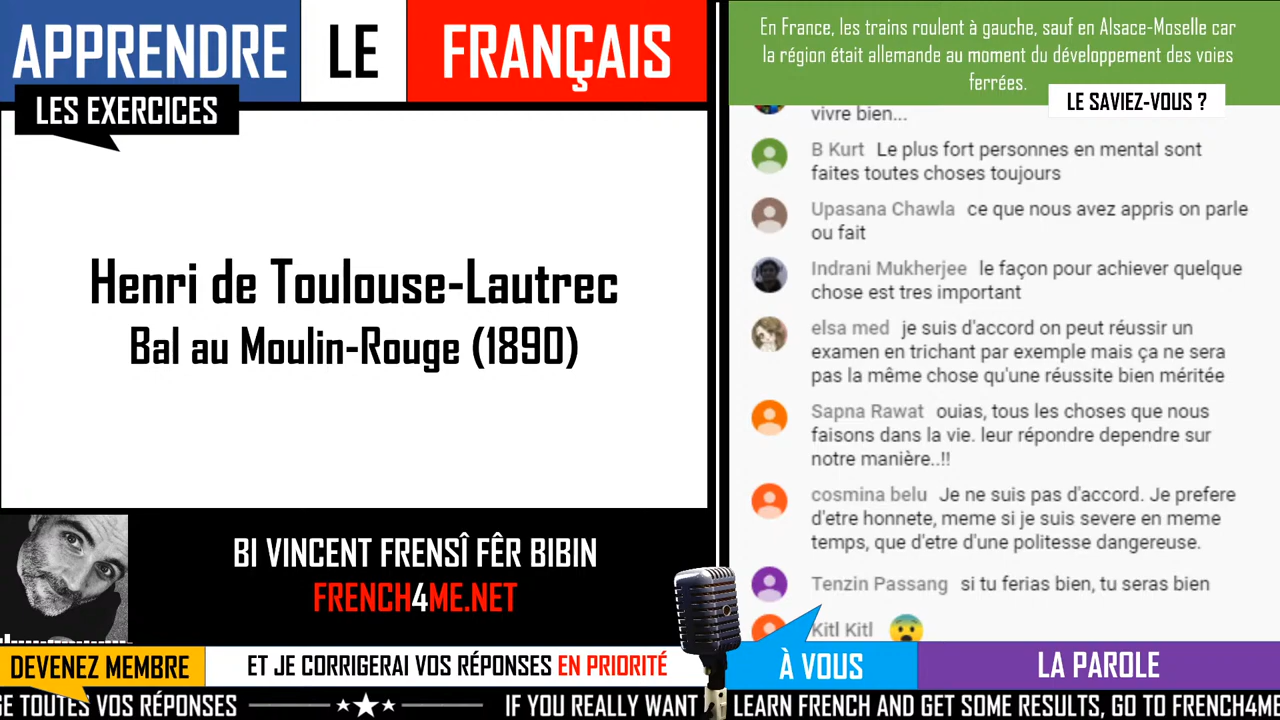 APPRENDRE LE FRANÇAIS
LES EXERCICES
Henri de Toulouse-Lautrec
Bal au Moulin-Rouge (1890)
BI VINCENT FRENSÎ FÊR BIBIN
FRENCH4ME.NET
DEVENEZ MEMBRE
ET JE CORRIGERAI VOS RÉPONSES EN PRIORITÉ
En France, les trains roulent à gauche, sauf en Alsace-Moselle car
la région était allemande au moment du développement des voies
ferrées.
LE SAVIEZ-VOUS ?
vivre bien...
B Kurt Le plus fort personnes en mental sont
faites toutes choses toujours
Upasana Chawla ce que nous avez appris on parle
ou fait
Indrani Mukherjee le façon pour achiever quelque
chose est tres important
elsa med je suis d'accord on peut réussir un
examen en trichant par exemple mais ça ne sera
pas la même chose qu'une réussite bien méritée
Sapna Rawat ouias, tous les choses que nous
faisons dans la vie. leur répondre dependre sur
notre manière..!!
cosmina belu Je ne suis pas d'accord. Je prefere
d'etre honnete, meme si je suis severe en meme
temps, que d'etre d'une politesse dangereuse.
Tenzin Passang si tu ferias bien, tu seras bien
Kitl Kitl
À VOUS
LA PAROLE
GE TOUTES VOS RÉPONSES IF YOU REALLY WANT LEARN FRENCH AND GET SOME RESULTS, GO TO FRENCH4ME